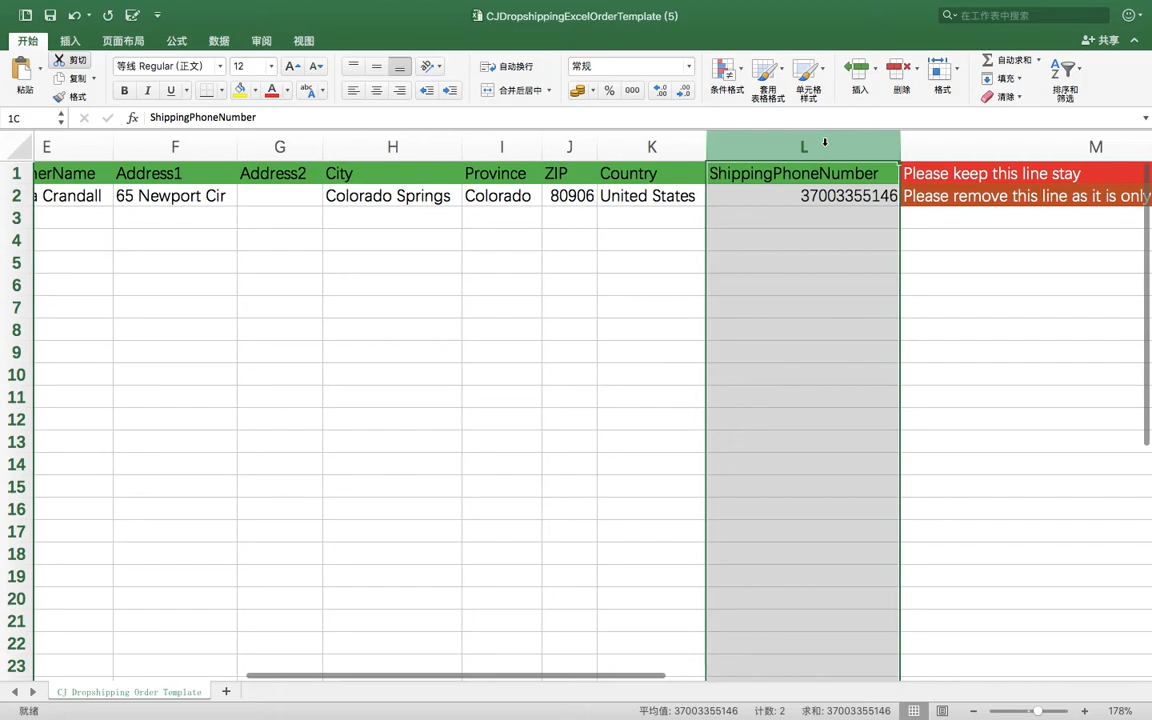 CJDropshippingExcelOrderTemplate (5)
在工作表中搜索
开始 插入 页面布局 公式 数据 审阅 视图
共享
粘贴
剪切
复制
格式
等线 Regular (正文) 12
B I U A abc A
自动换行
合并后居中
常规
% 000
条件格式
套用
表格格式
单元格
样式
插入
删除
格式
自动求和
填充
清除
排序和
筛选
1C fx ShippingPhoneNumber
E F G H I J K L M
1 nerName Address1 Address2 City Province ZIP Country ShippingPhoneNumber Please keep this line stay
2 a Crandall 65 Newport Cir Colorado Springs Colorado 80906 United States 37003355146 Please remove this line as it is only
3
4
5
6
7
8
9
10
11
12
13
14
15
16
17
18
19
20
21
22
23
CJ Dropshipping Order Template
就绪 平均值: 37003355146 计数: 2 求和: 37003355146 178%